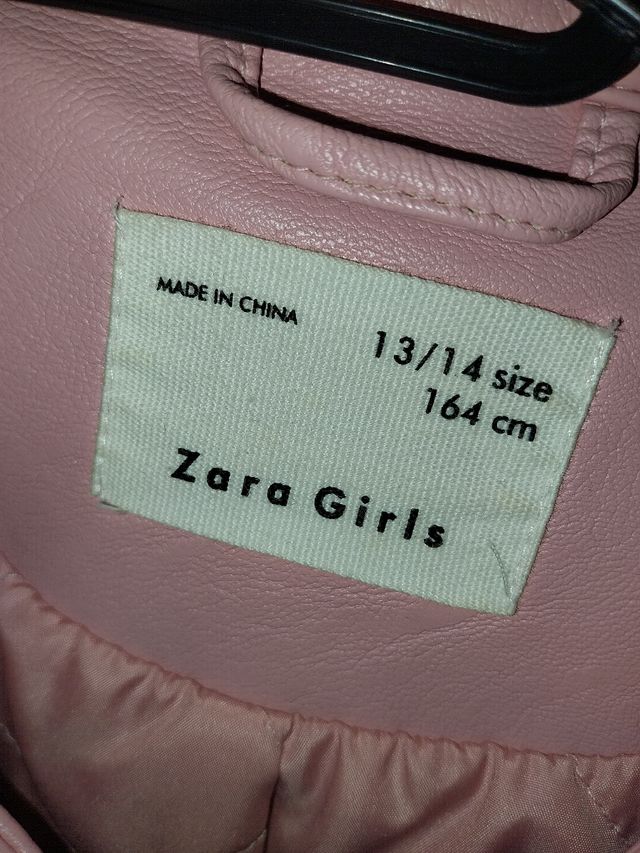 MADE IN CHINA
13/14 size
164 cm
Zara Girls